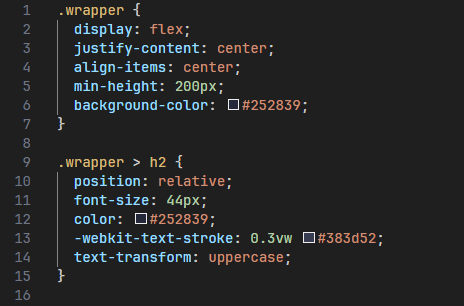 1 .wrapper {
2   display: flex;
3   justify-content: center;
4   align-items: center;
5   min-height: 200px;
6   background-color: #252839;
7 }
8
9 .wrapper > h2 {
10   position: relative;
11   font-size: 44px;
12   color: #252839;
13   -webkit-text-stroke: 0.3vw #383d52;
14   text-transform: uppercase;
15 }
16